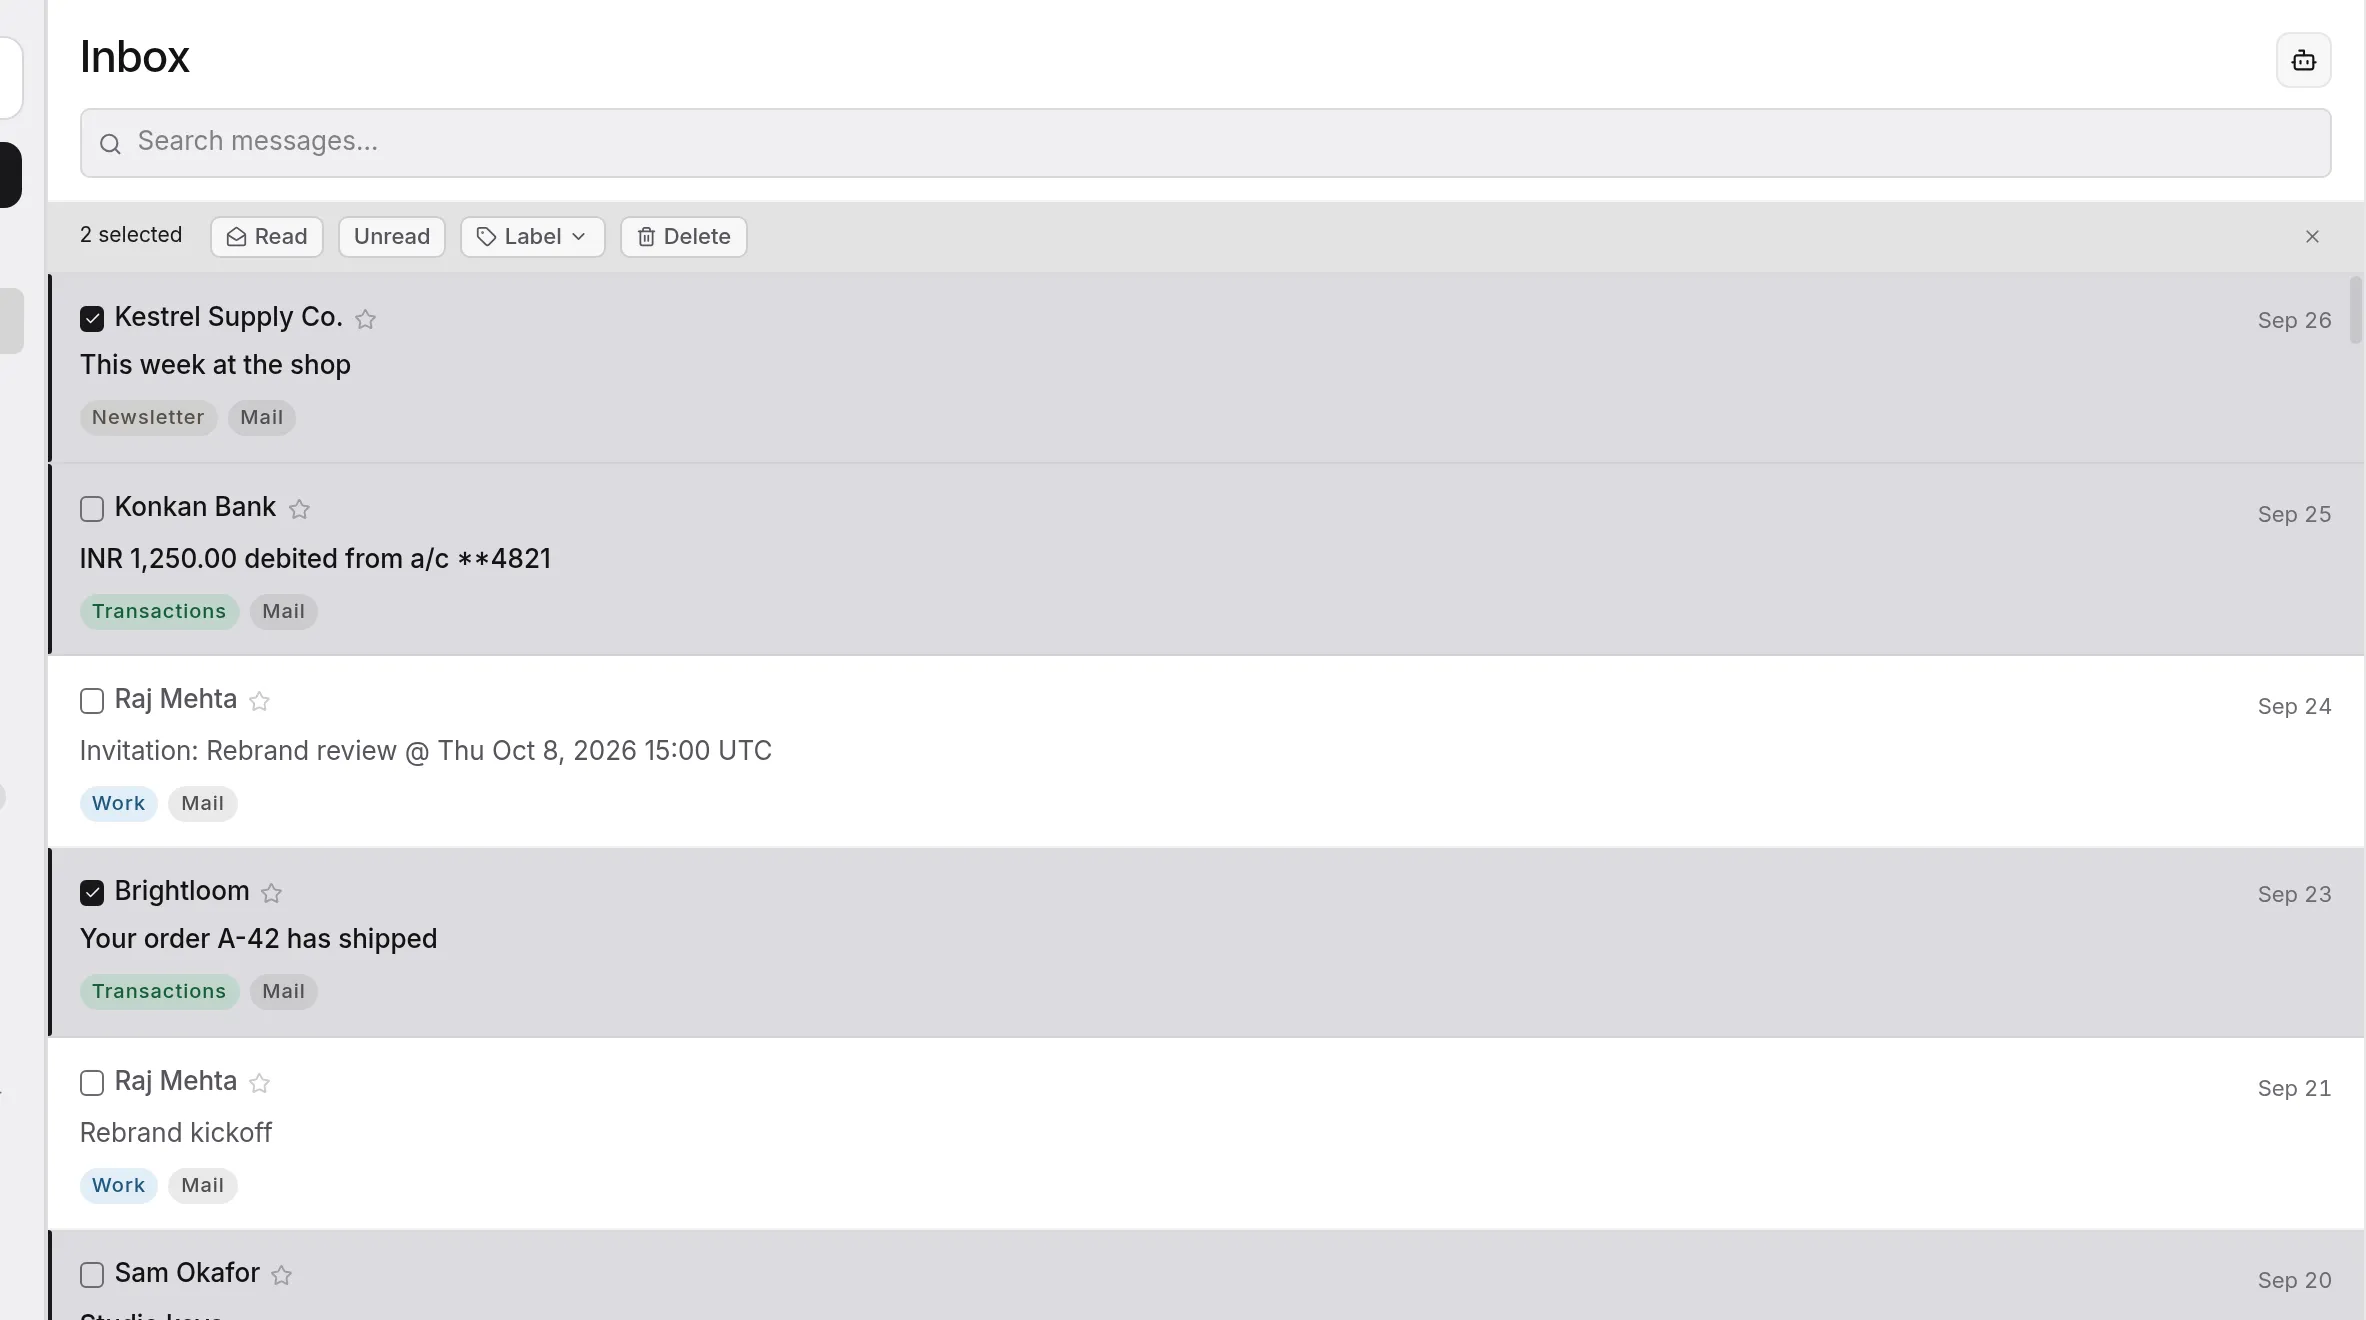 Inbox
Search messages...
2 selected Read Unread Label Delete
Kestrel Supply Co. Sep 26
This week at the shop
Newsletter Mail
Konkan Bank Sep 25
INR 1,250.00 debited from a/c **4821
Transactions Mail
Raj Mehta Sep 24
Invitation: Rebrand review @ Thu Oct 8, 2026 15:00 UTC
Work Mail
Brightloom Sep 23
Your order A-42 has shipped
Transactions Mail
Raj Mehta Sep 21
Rebrand kickoff
Work Mail
Sam Okafor Sep 20